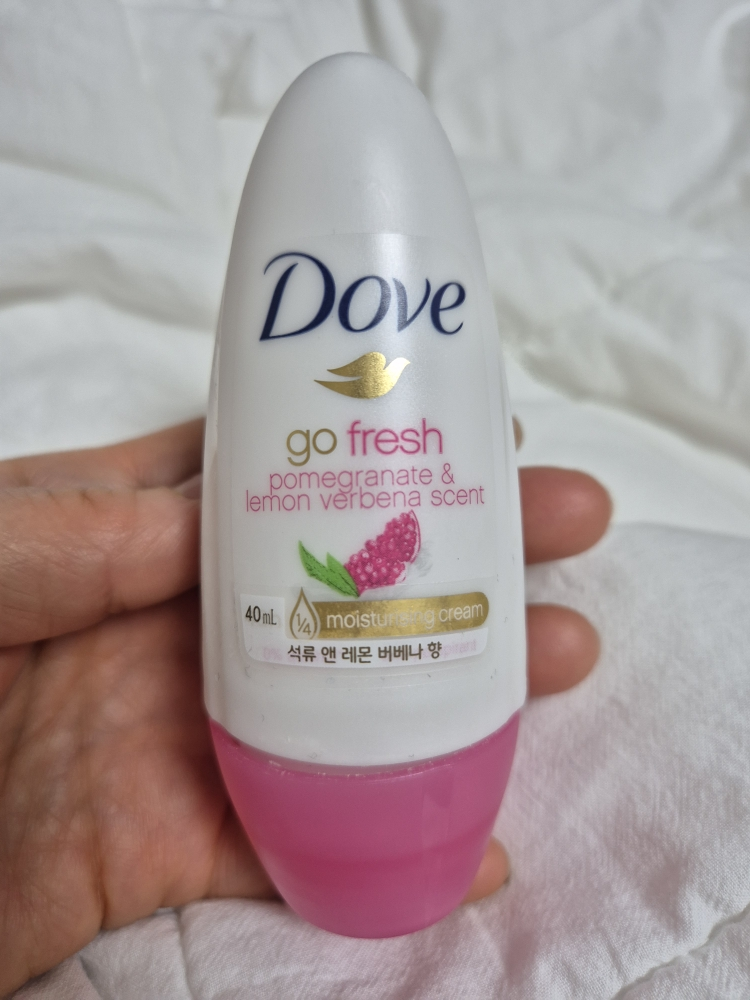 Dove
go fresh
pomegranate &
lemon verbena scent
40mL 1/4 moisturising cream
석류 앤 레몬 버베나 향